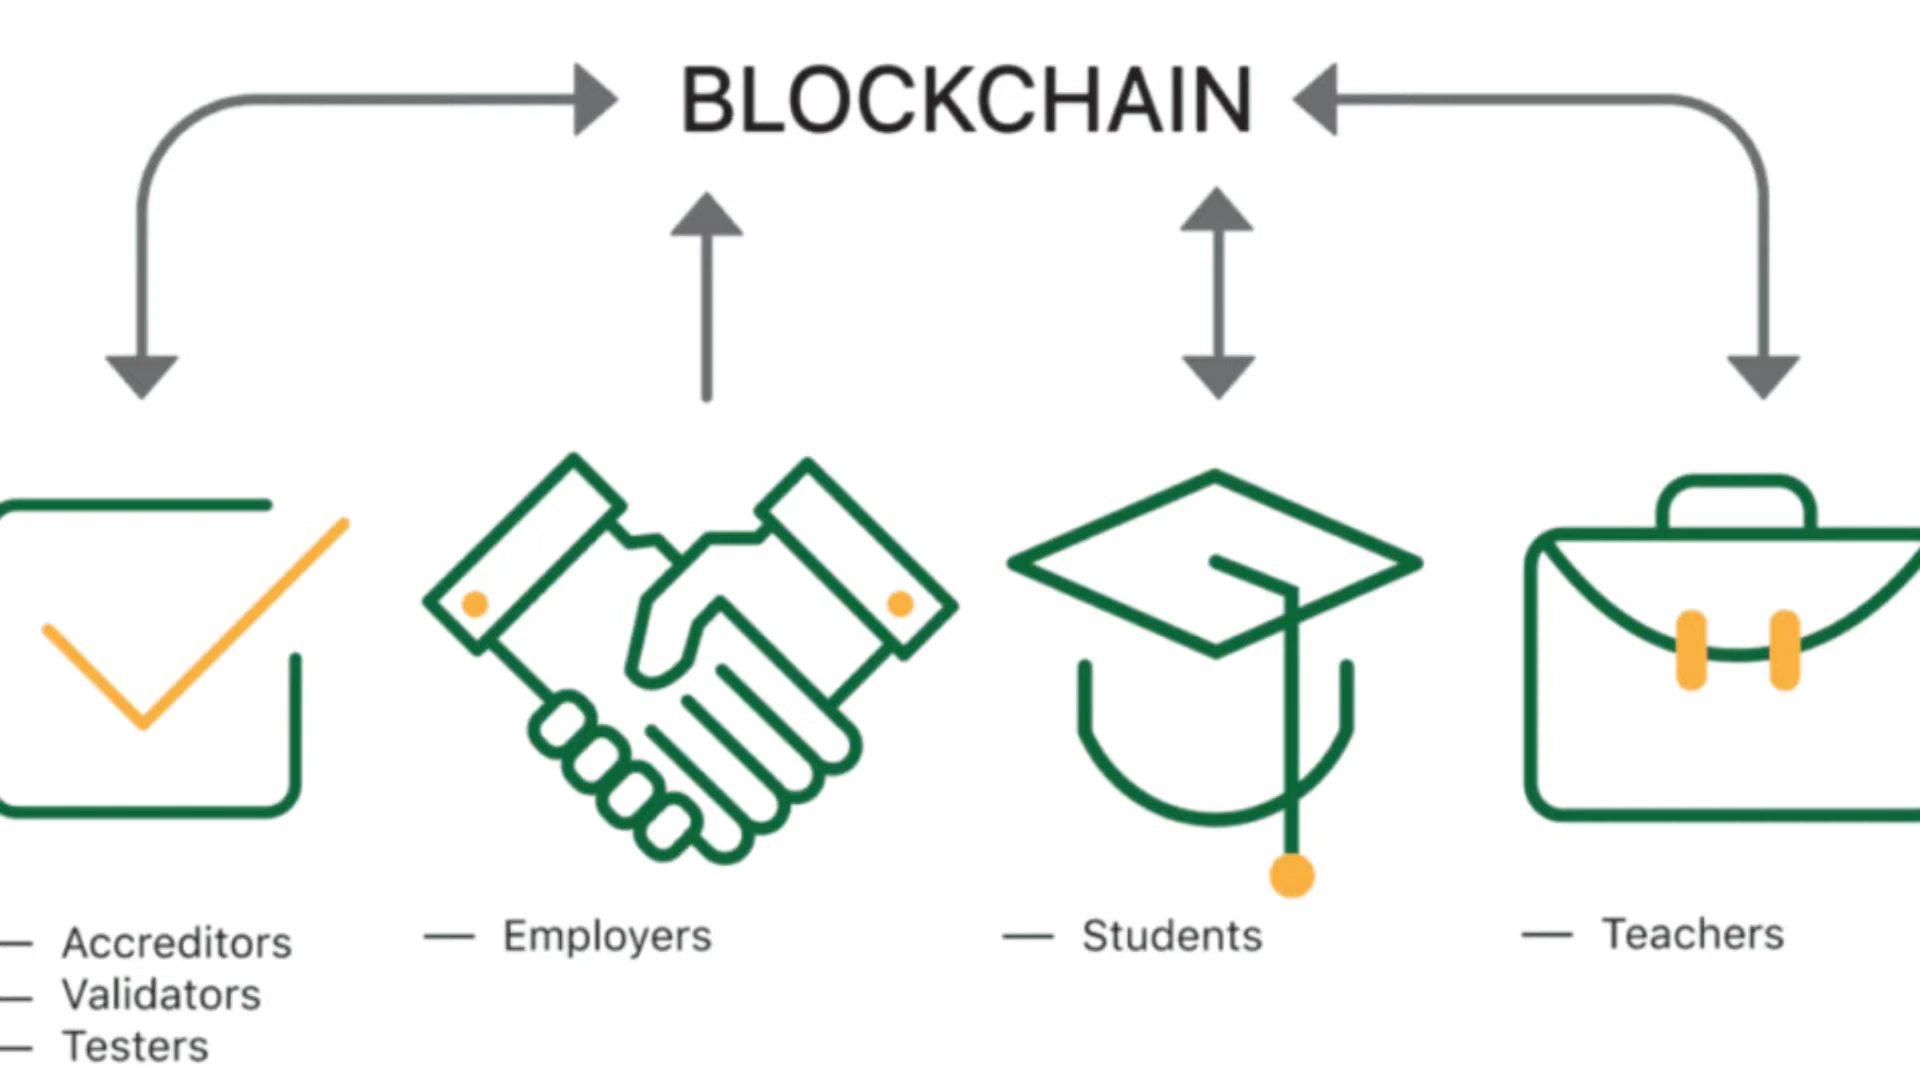 BLOCKCHAIN
— Accreditors
— Validators
— Testers
— Employers
— Students
— Teachers